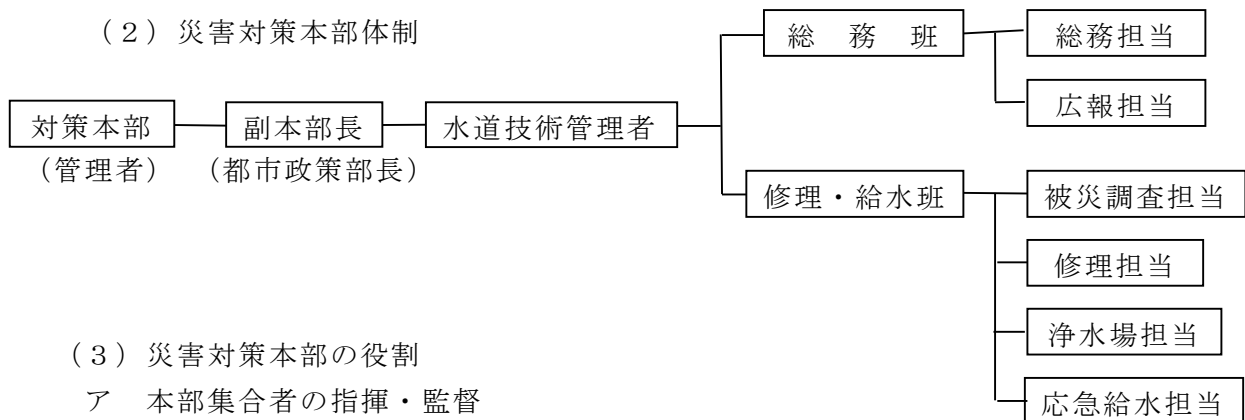 （２）災害対策本部体制
総　務　班
総務担当
広報担当
対策本部
副本部長
水道技術管理者
（管理者）
（都市政策部長）
修理・給水班
被災調査担当
修理担当
浄水場担当
応急給水担当
（３）災害対策本部の役割
ア　本部集合者の指揮・監督